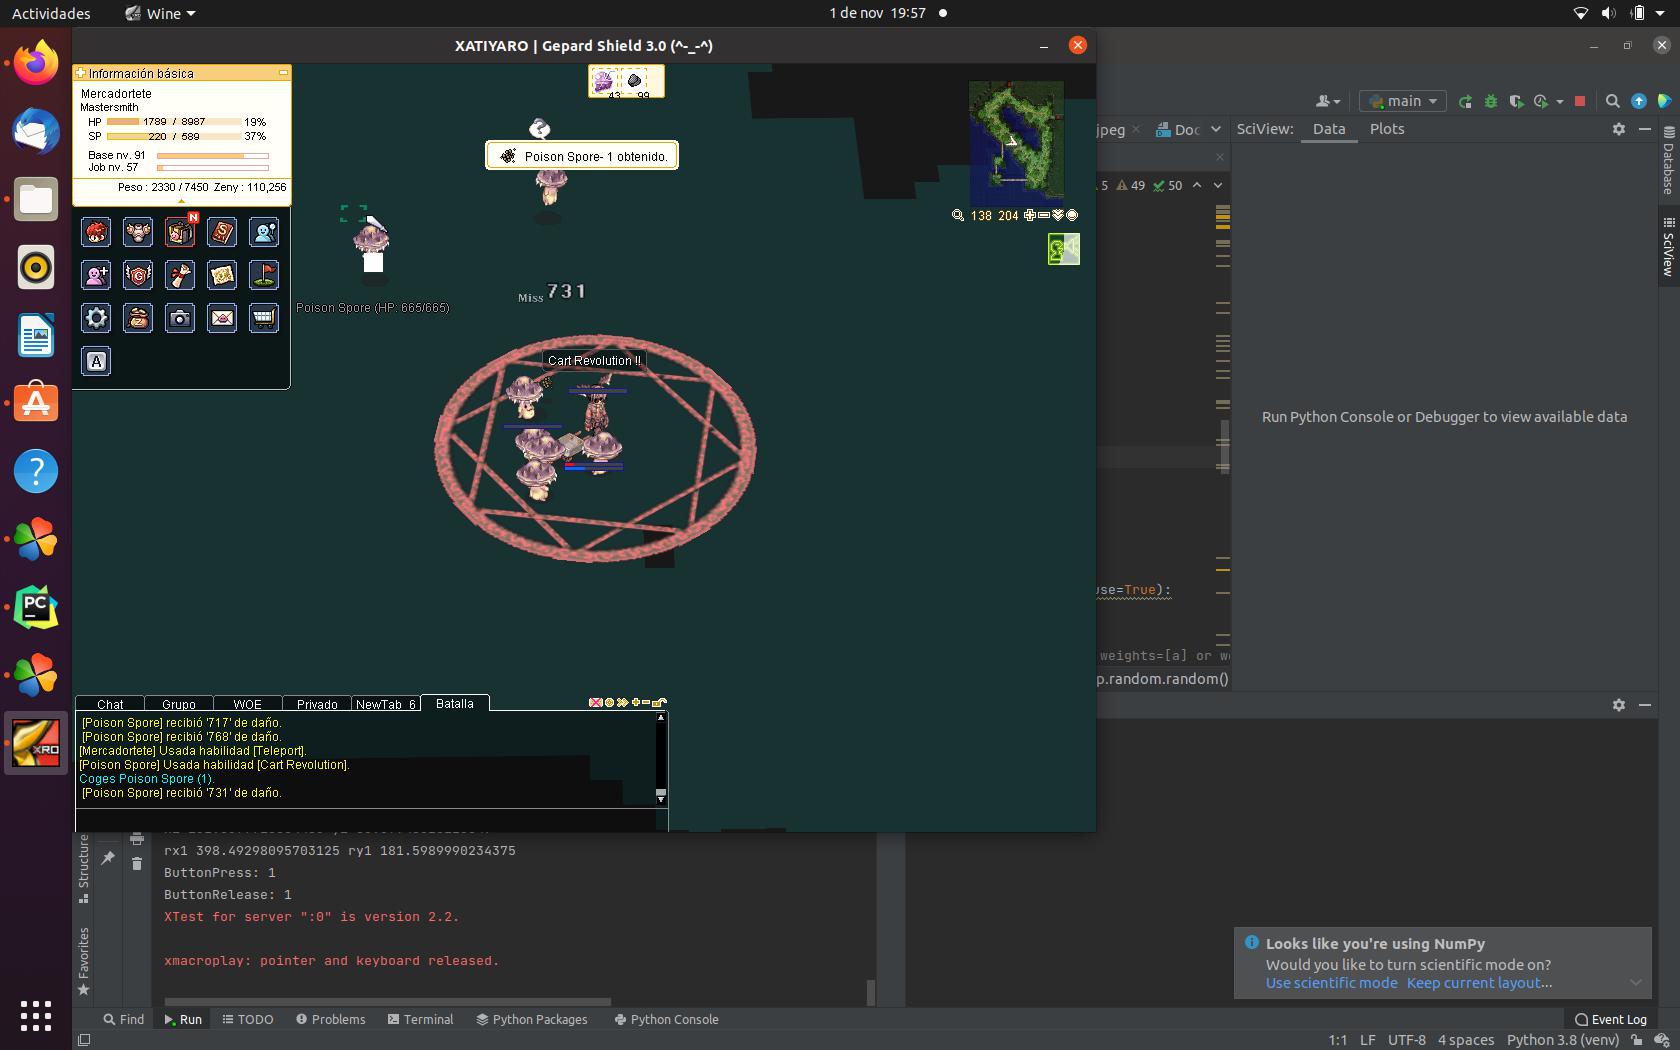 Actividades
Wine
1 de nov 19:57
XATIYARO | Gepard Shield 3.0 (^-_-^)
Información básica
Mercadortete
Mastersmith
HP 1789 / 8987 19%
SP 220 / 589 37%
Base nv. 91
Job nv. 57
Peso : 2330 / 7450 Zeny : 110,256
N
A
43 99
Poison Spore- 1 obtenido.
138 204
Poison Spore (HP: 665/665)
Miss 731
Cart Revolution !!
Chat Grupo WOE Privado NewTab_6 Batalla
[Poison Spore] recibió '717' de daño.
[Poison Spore] recibió '768' de daño.
[Mercadortete] Usada habilidad [Teleport].
[Poison Spore] Usada habilidad [Cart Revolution].
Coges Poison Spore (1).
[Poison Spore] recibió '731' de daño.
XRO
PC
main
jpeg
Doc
SciView: Data Plots
5 49 50
Run Python Console or Debugger to view available data
Database
SciView
use=True):
weights=[a] or we
p.random.random()
rx1 398.49298095703125 ry1 181.5989990234375
ButtonPress: 1
ButtonRelease: 1
XTest for server ":0" is version 2.2.
xmacroplay: pointer and keyboard released.
Structure
Favorites
Looks like you're using NumPy
Would you like to turn scientific mode on?
Use scientific mode Keep current layout...
Find Run TODO Problems Terminal Python Packages Python Console
Event Log
1:1 LF UTF-8 4 spaces Python 3.8 (venv)